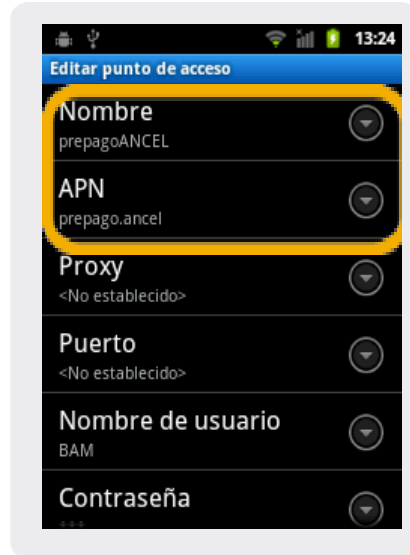 13:24
Editar punto de acceso
Nombre
prepagoANCEL
APN
prepago.ancel
Proxy
<No establecido>
Puerto
<No establecido>
Nombre de usuario
BAM
Contraseña
***